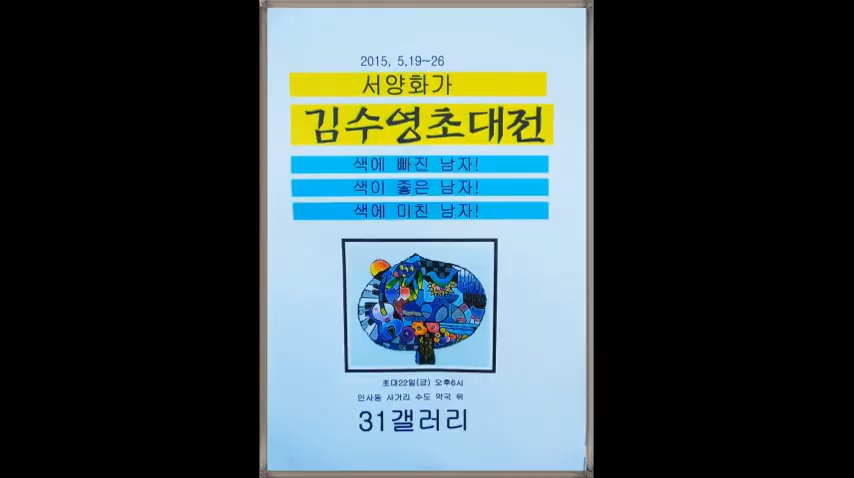 2015, 5,19~26
서양화가
김수영초대전
색에 빠진 남자!
색이 좋은 남자!
색에 미친 남자!
초대22일(금) 오후6시
인사동 사거리 수도 약국 뒤
31갤러리